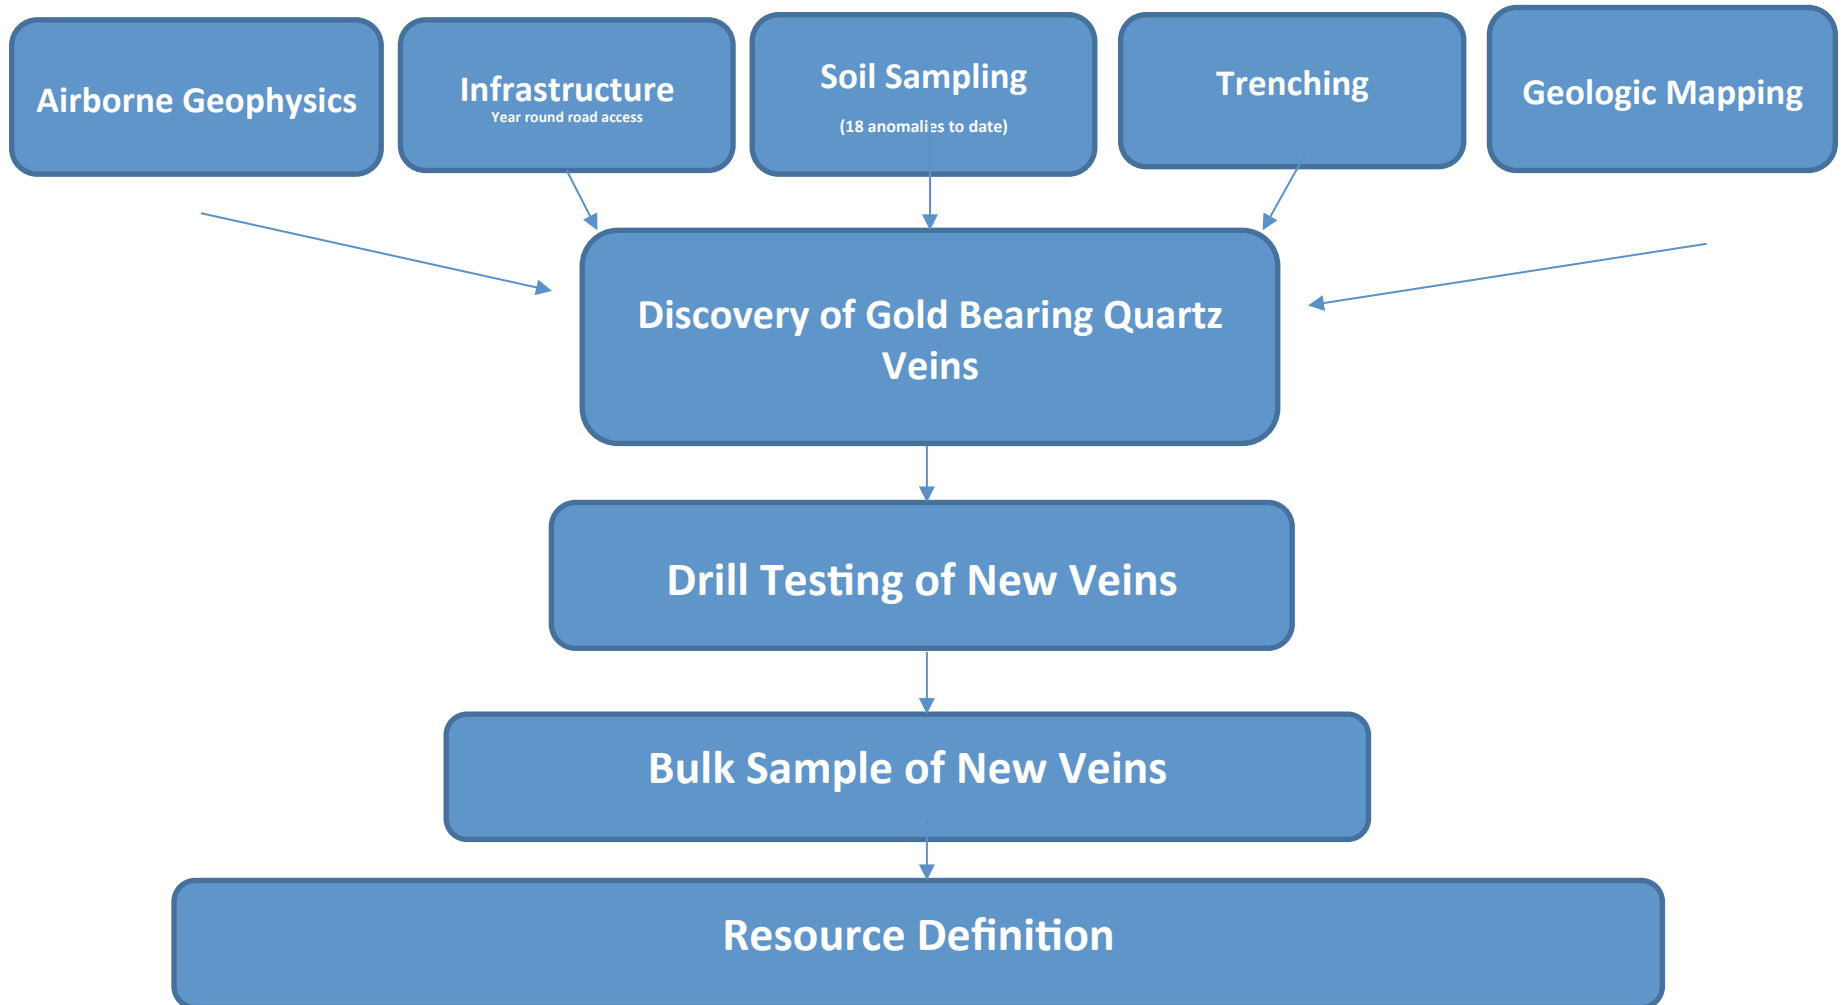 Airborne Geophysics
Infrastructure
Year round road access
Soil Sampling
(18 anomalies to date)
Trenching
Geologic Mapping
Discovery of Gold Bearing Quartz
Veins
Drill Testing of New Veins
Bulk Sample of New Veins
Resource Definition